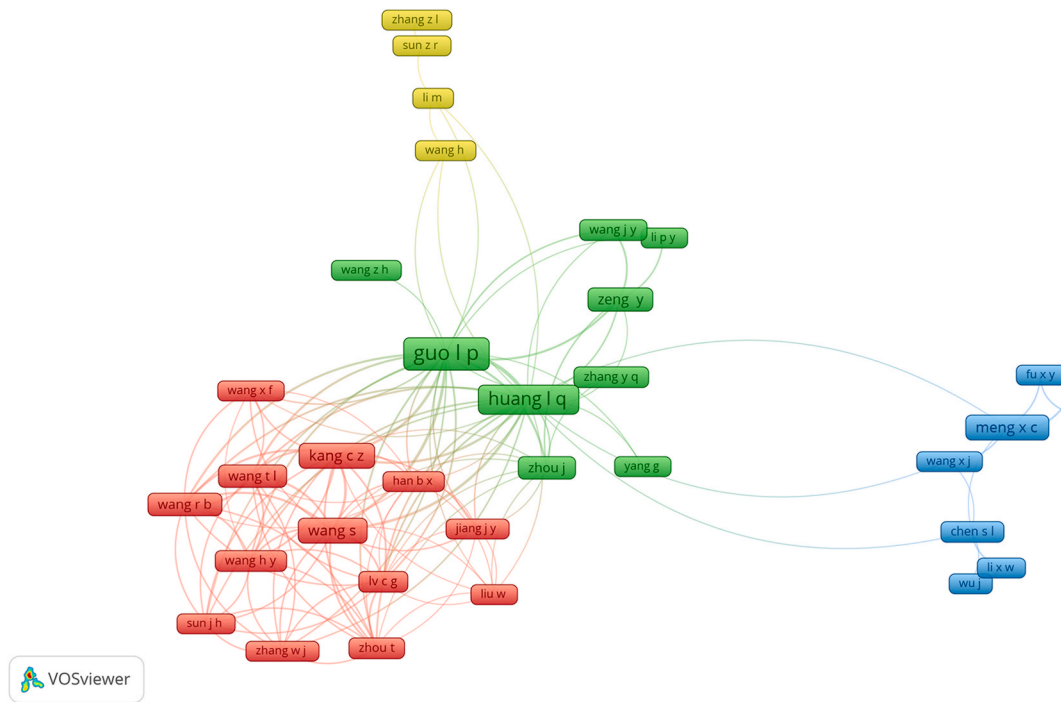 zhang z l
sun z r
li m
wang h
wang j y
li p y
wang z h
zeng y
guo l p
zhang y q
huang l q
fu x y
wang x f
meng x c
kang c z
wang x j
zhou j
yang g
wang t l
han b x
wang r b
wang s
jiang j y
chen s l
wang h y
li x w
lv c g
wu j
liu w
sun j h
zhang w j
zhou t
VOSviewer